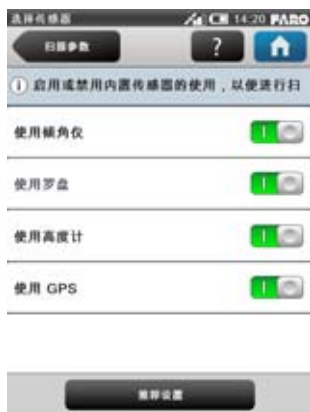 选择传感器 14:20 FARO
扫描参数 ?
启用或禁用内置传感器的使用，以便进行扫
使用倾角仪
使用罗盘
使用高度计
使用 GPS
推荐设置